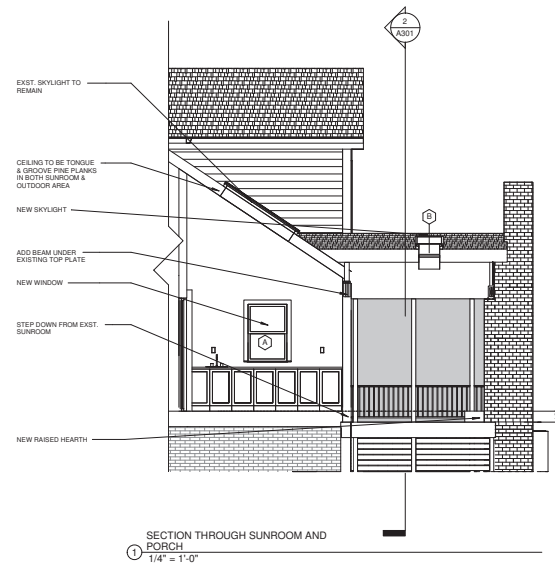 2
A301
EXST. SKYLIGHT TO
REMAIN
CEILING TO BE TONGUE
& GROOVE PINE PLANKS
IN BOTH SUNROOM &
OUTDOOR AREA
NEW SKYLIGHT
B
ADD BEAM UNDER
EXISTING TOP PLATE
NEW WINDOW
A
STEP DOWN FROM EXST.
SUNROOM
NEW RAISED HEARTH
1
SECTION THROUGH SUNROOM AND
PORCH
1/4" = 1'-0"